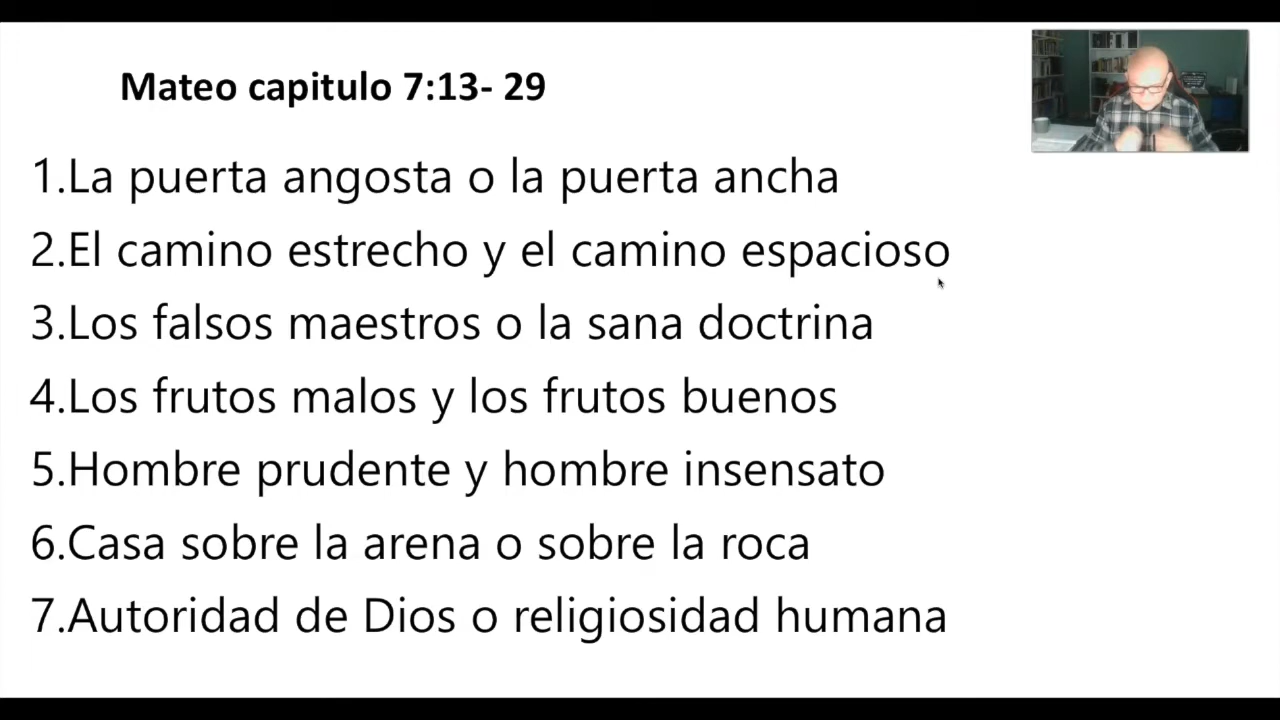 Mateo capitulo 7:13- 29
1.La puerta angosta o la puerta ancha
2.El camino estrecho y el camino espacioso
3.Los falsos maestros o la sana doctrina
4.Los frutos malos y los frutos buenos
5.Hombre prudente y hombre insensato
6.Casa sobre la arena o sobre la roca
7.Autoridad de Dios o religiosidad humana